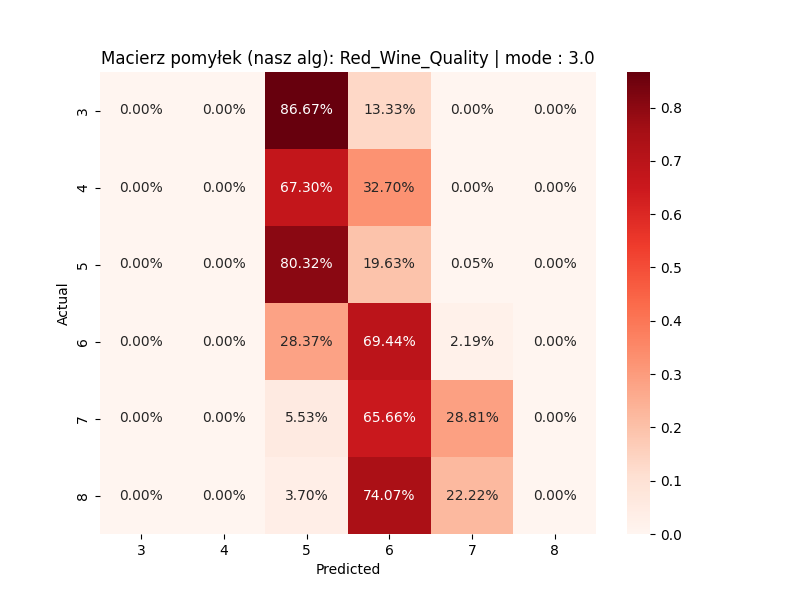 Macierz pomyłek (nasz alg): Red_Wine_Quality | mode : 3.0
3 0.00% 0.00% 86.67% 13.33% 0.00% 0.00%
4 0.00% 0.00% 67.30% 32.70% 0.00% 0.00%
5 0.00% 0.00% 80.32% 19.63% 0.05% 0.00%
6 0.00% 0.00% 28.37% 69.44% 2.19% 0.00%
7 0.00% 0.00% 5.53% 65.66% 28.81% 0.00%
8 0.00% 0.00% 3.70% 74.07% 22.22% 0.00%
3 4 5 6 7 8
Predicted
Actual
0.8
0.7
0.6
0.5
0.4
0.3
0.2
0.1
0.0